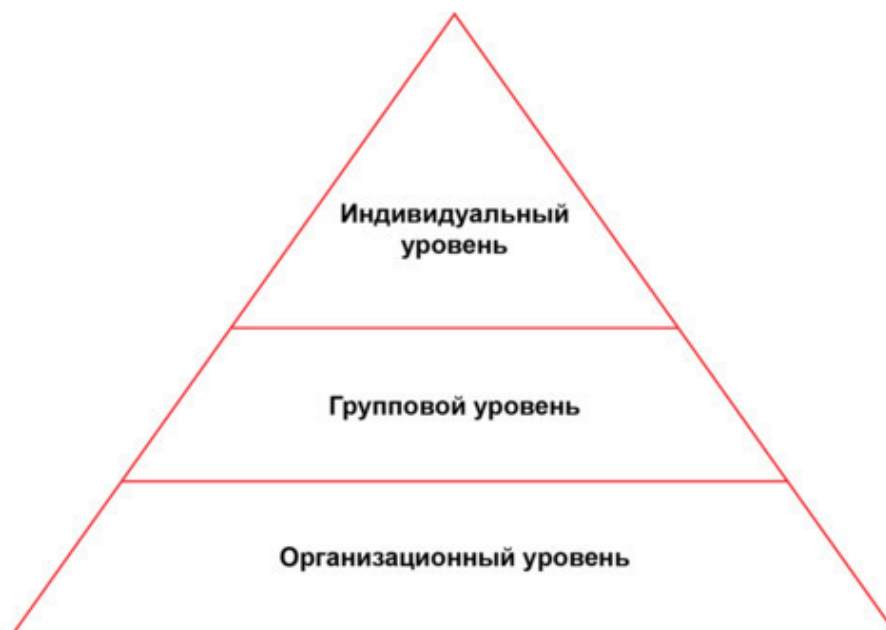 Индивидуальный
уровень
Групповой уровень
Организационный уровень